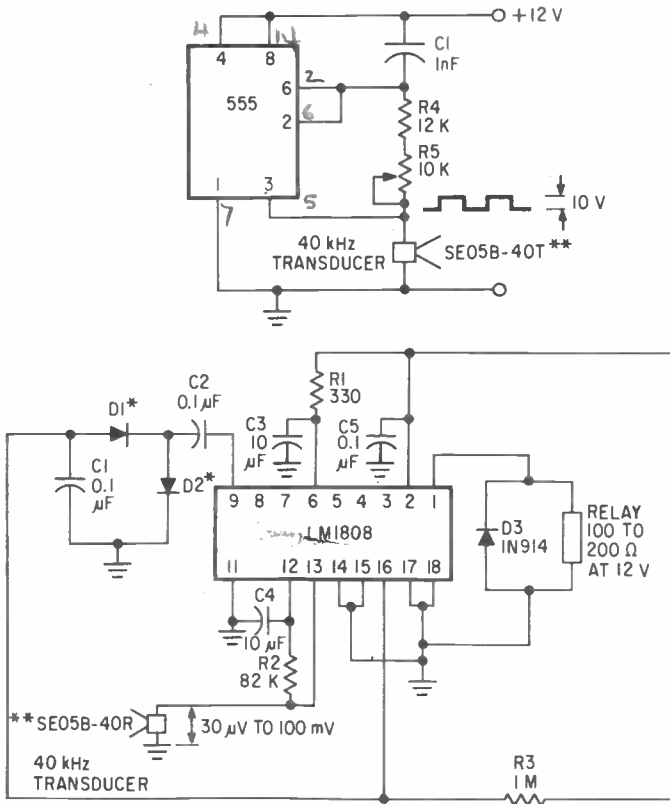 +12 V
4
14
4 8
C1
1nF
6 2
555
2 6
R4
12 K
R5
10 K
1 3
7
5
10 V
40 kHz
TRANSDUCER
SE05B-40T**
R1
330
C2
0.1 µF
D1*
C3
10
µF
C5
0.1
µF
C1
0.1
µF
D2*
9 8 7 6 5 4 3 2 1
LM1808
D3
1N914
RELAY
100 TO
200 Ω
AT 12 V
11 12 13 14 15 16 17 18
C4
10 µF
R2
82 K
**SE05B-40R
30 µV TO 100 mV
40 kHz
TRANSDUCER
R3
1 M